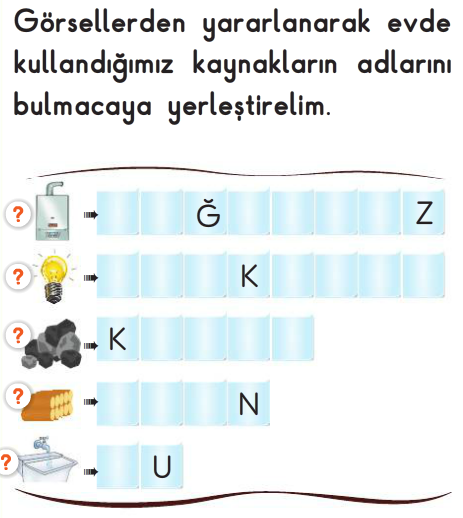 Görsellerden yararlanarak evde
kullandığımız kaynakların adlarını
bulmacaya yerleştirelim.
? Ğ Z
? K
? K
? N
? U